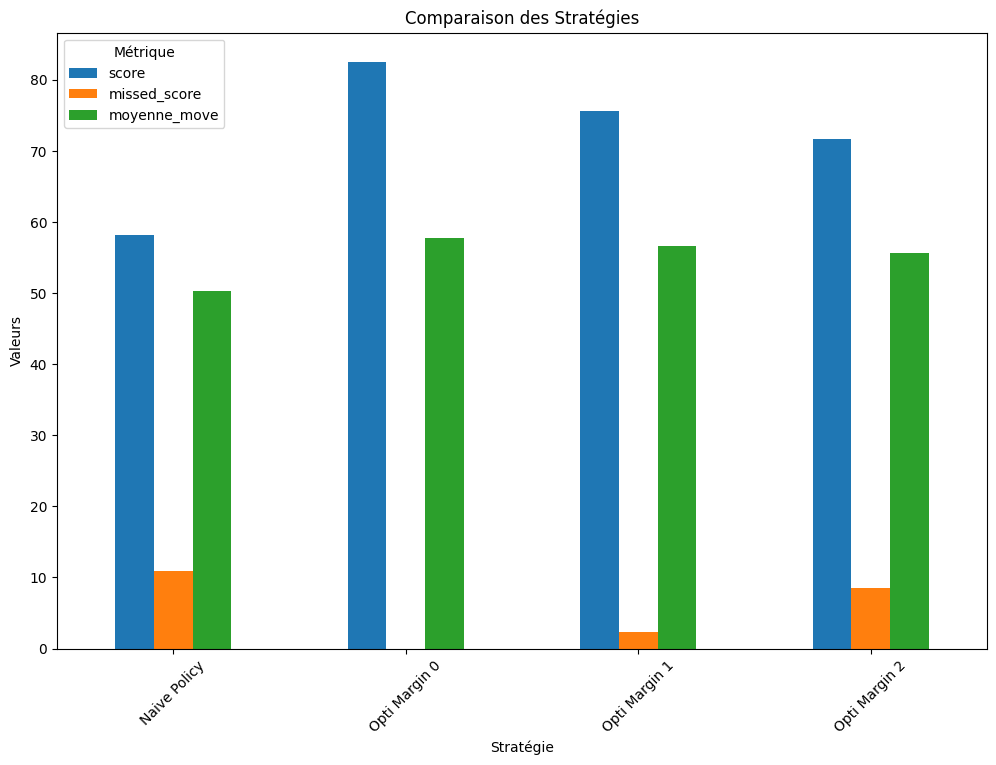 Comparaison des Stratégies
Métrique
score
missed_score
moyenne_move
Valeurs
80
70
60
50
40
30
20
10
0
Naive Policy
Opti Margin 0
Opti Margin 1
Opti Margin 2
Stratégie